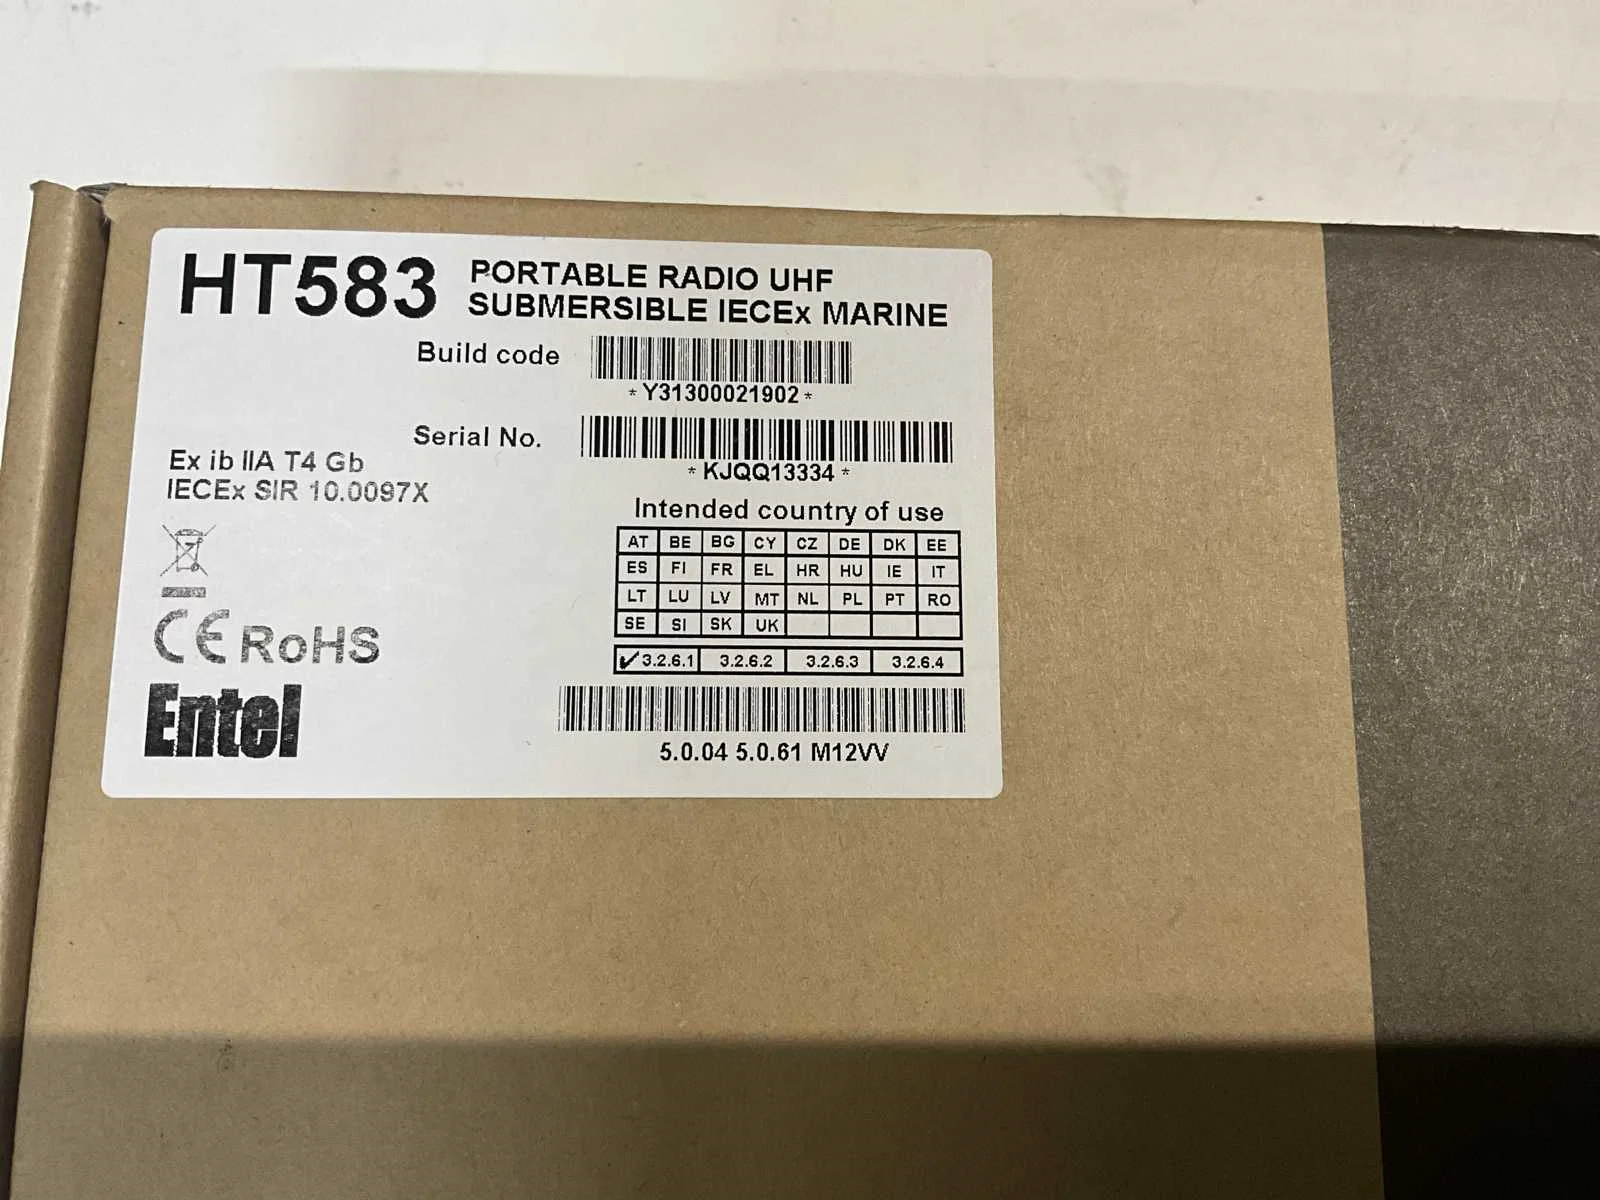 HT583
PORTABLE RADIO UHF
SUBMERSIBLE IECEx MARINE
Build code
*Y31300021902*
Serial No.
*KJQQ13334*
Ex ib IIA T4 Gb
IECEx SIR 10.0097X
Intended country of use
AT BE BG CY CZ DE DK EE
ES FI FR EL HR HU IE IT
LT LU LV MT NL PL PT RO
SE SI SK UK
✓3.2.6.1 3.2.6.2 3.2.6.3 3.2.6.4
CE RoHS
Entel
5.0.04 5.0.61 M12VV